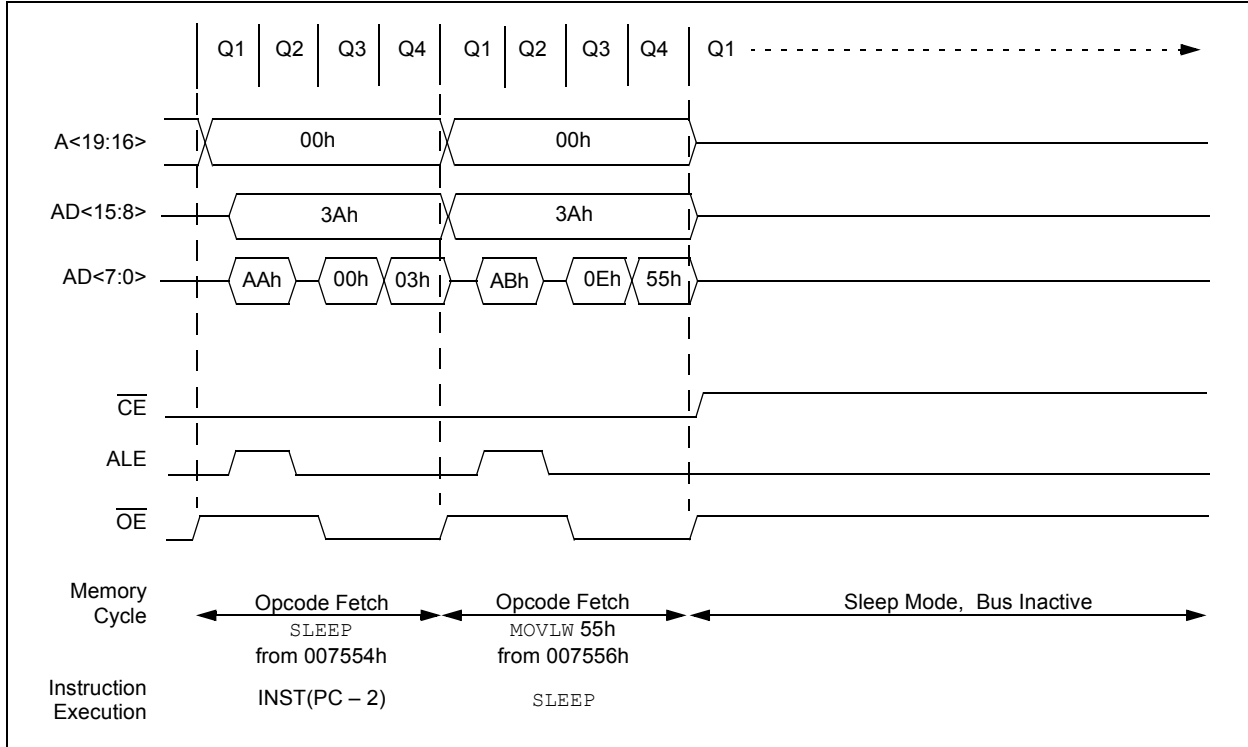 Q1 Q2 Q3 Q4 Q1 Q2 Q3 Q4 Q1
A<19:16> 00h 00h
AD<15:8> 3Ah 3Ah
AD<7:0> AAh 00h 03h ABh 0Eh 55h
CE
ALE
OE
Memory
Cycle
Opcode Fetch
SLEEP
from 007554h
Opcode Fetch
MOVLW 55h
from 007556h
Sleep Mode, Bus Inactive
Instruction
Execution
INST(PC – 2)
SLEEP